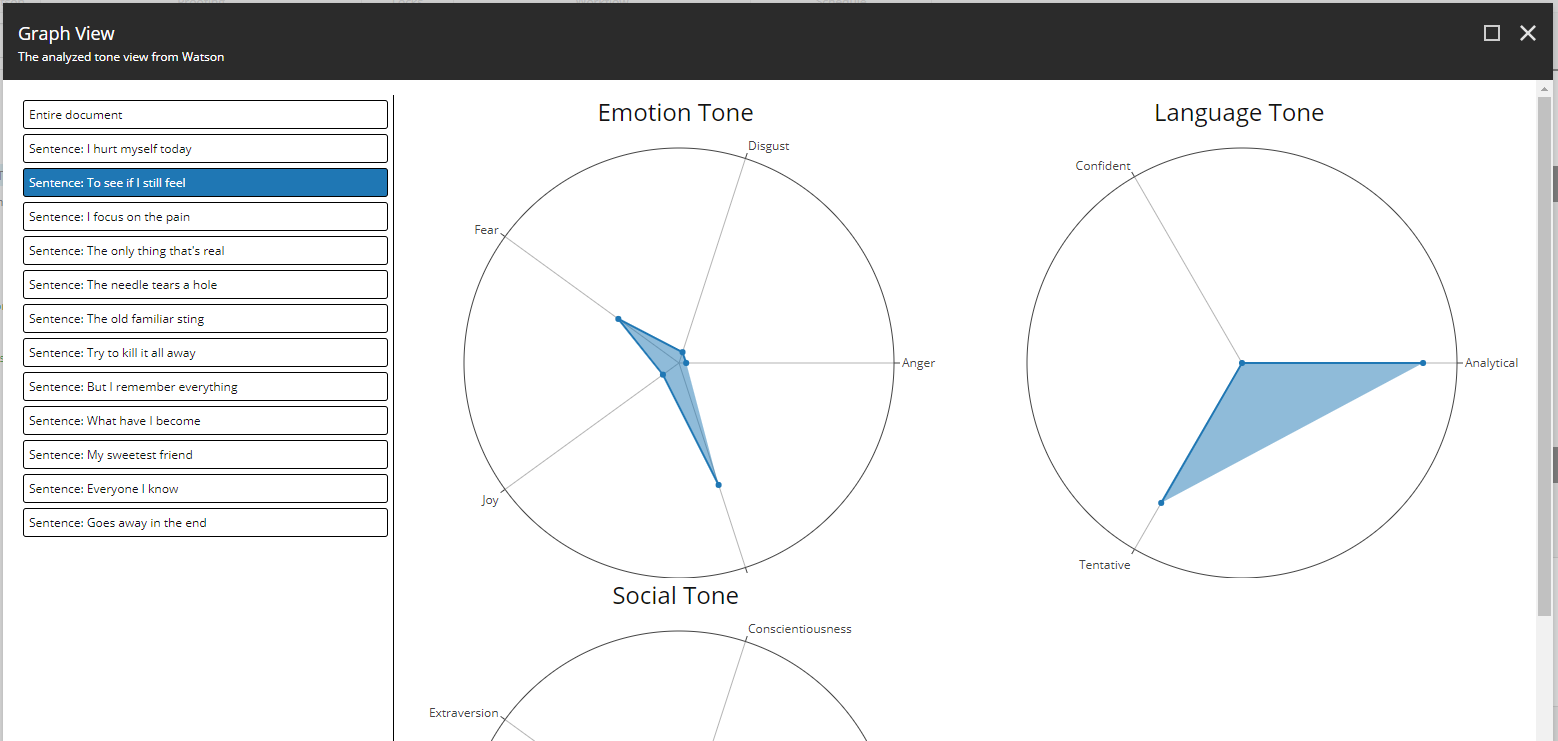 Graph View
The analyzed tone view from Watson
Entire document
Sentence: I hurt myself today
Sentence: To see if I still feel
Sentence: I focus on the pain
Sentence: The only thing that's real
Sentence: The needle tears a hole
Sentence: The old familiar sting
Sentence: Try to kill it all away
Sentence: But I remember everything
Sentence: What have I become
Sentence: My sweetest friend
Sentence: Everyone I know
Sentence: Goes away in the end
Emotion Tone
Disgust
Fear
Anger
Joy
Language Tone
Confident
Analytical
Tentative
Social Tone
Conscientiousness
Extraversion